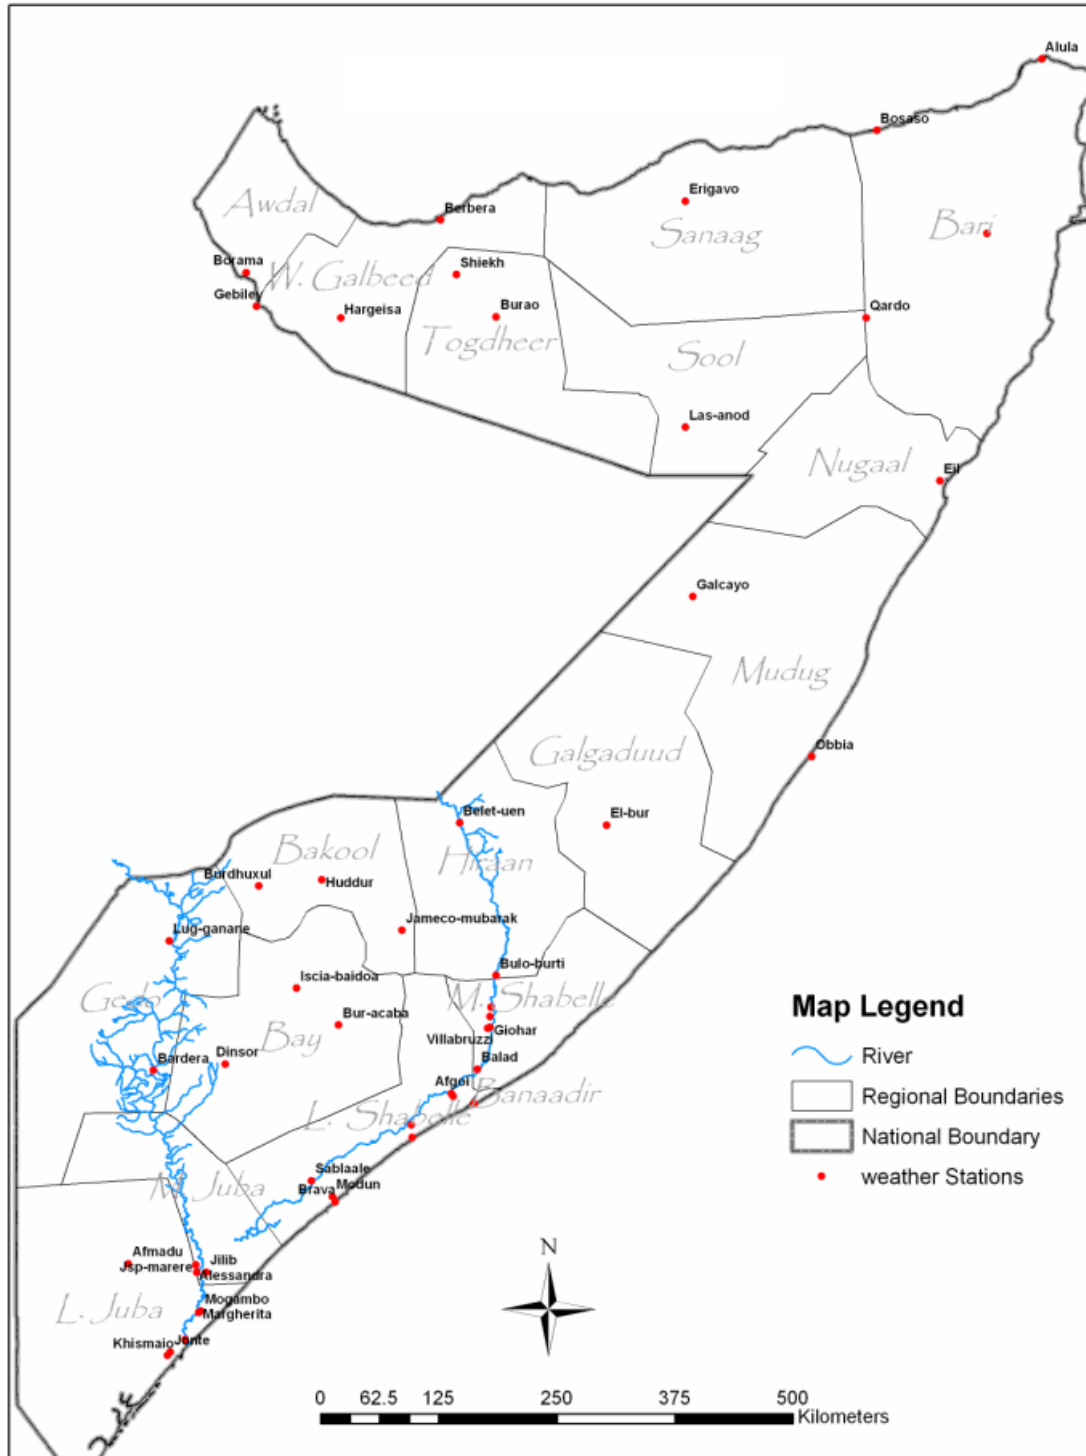 Alula
Bosaso
Erigavo
Awdal
Sanaag
Bari
Berbera
Borama
W. Galbeed
Shiekh
Gebiley
Hargeisa
Burao
Qardo
Togdheer
Sool
Las-anod
Nugaal
Eil
Galcayo
Mudug
Galgaduud
Obbia
Belet-uen
El-bur
Bakool
Hiraan
Burdhuxul
Huddur
Jameco-mubarak
Lug-ganane
Iscia-baidoa
Bulo-burti
Gedo
M. Shabelle
Bur-acaba
Bay
Villabruzzi
Giohar
Bardera
Dinsor
Balad
Afgoi
Banaadir
L. Shabelle
Sablaale
M. Juba
Brava
Modun
Afmadu
Jilib
Jsp-marere
Alessandra
Mogambo
L. Juba
Margherita
Khismaio
Jonte
Map Legend
River
Regional Boundaries
National Boundary
weather Stations
N
0 62.5 125 250 375 500
Kilometers